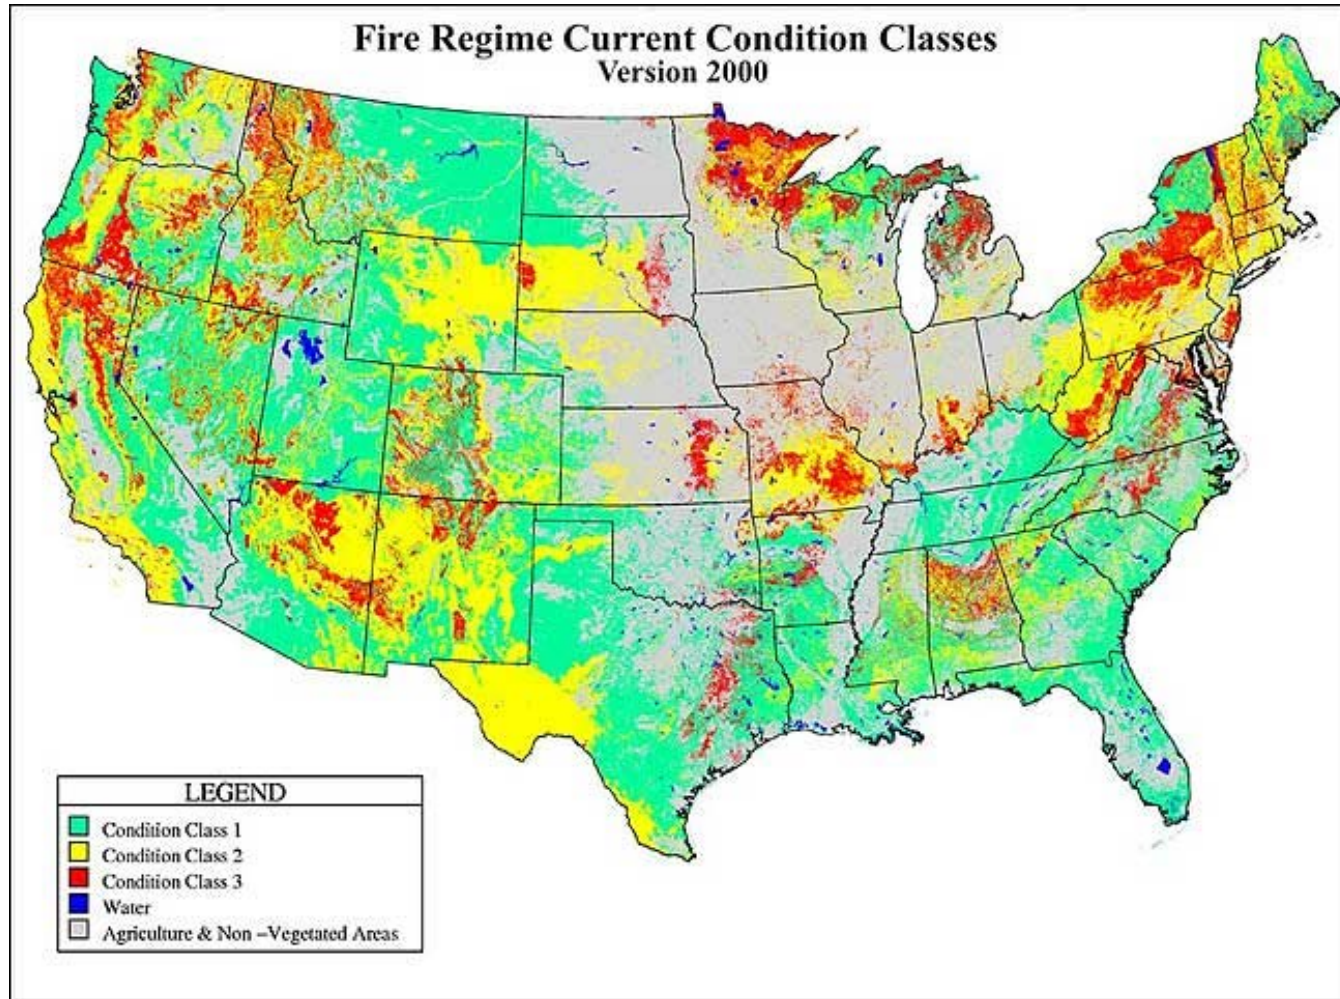 Fire Regime Current Condition Classes
Version 2000
LEGEND
Condition Class 1
Condition Class 2
Condition Class 3
Water
Agriculture & Non –Vegetated Areas